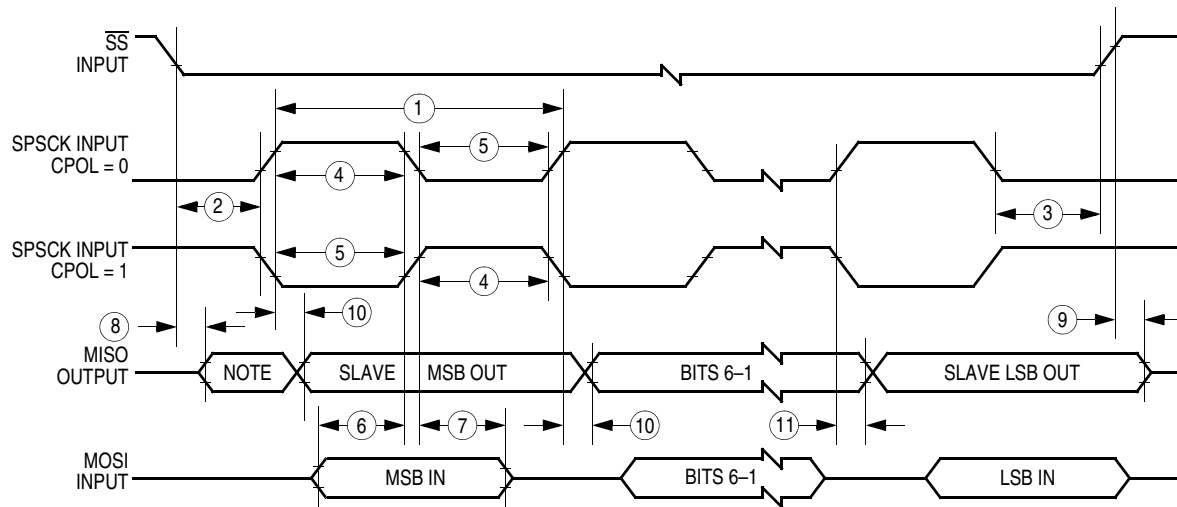 SS
INPUT
1
SPSCK INPUT
CPOL = 0
5
4
2
3
SPSCK INPUT
CPOL = 1
5
4
8
10
9
MISO
OUTPUT
NOTE
SLAVE MSB OUT
BITS 6–1
SLAVE LSB OUT
6
7
10
11
MOSI
INPUT
MSB IN
BITS 6–1
LSB IN